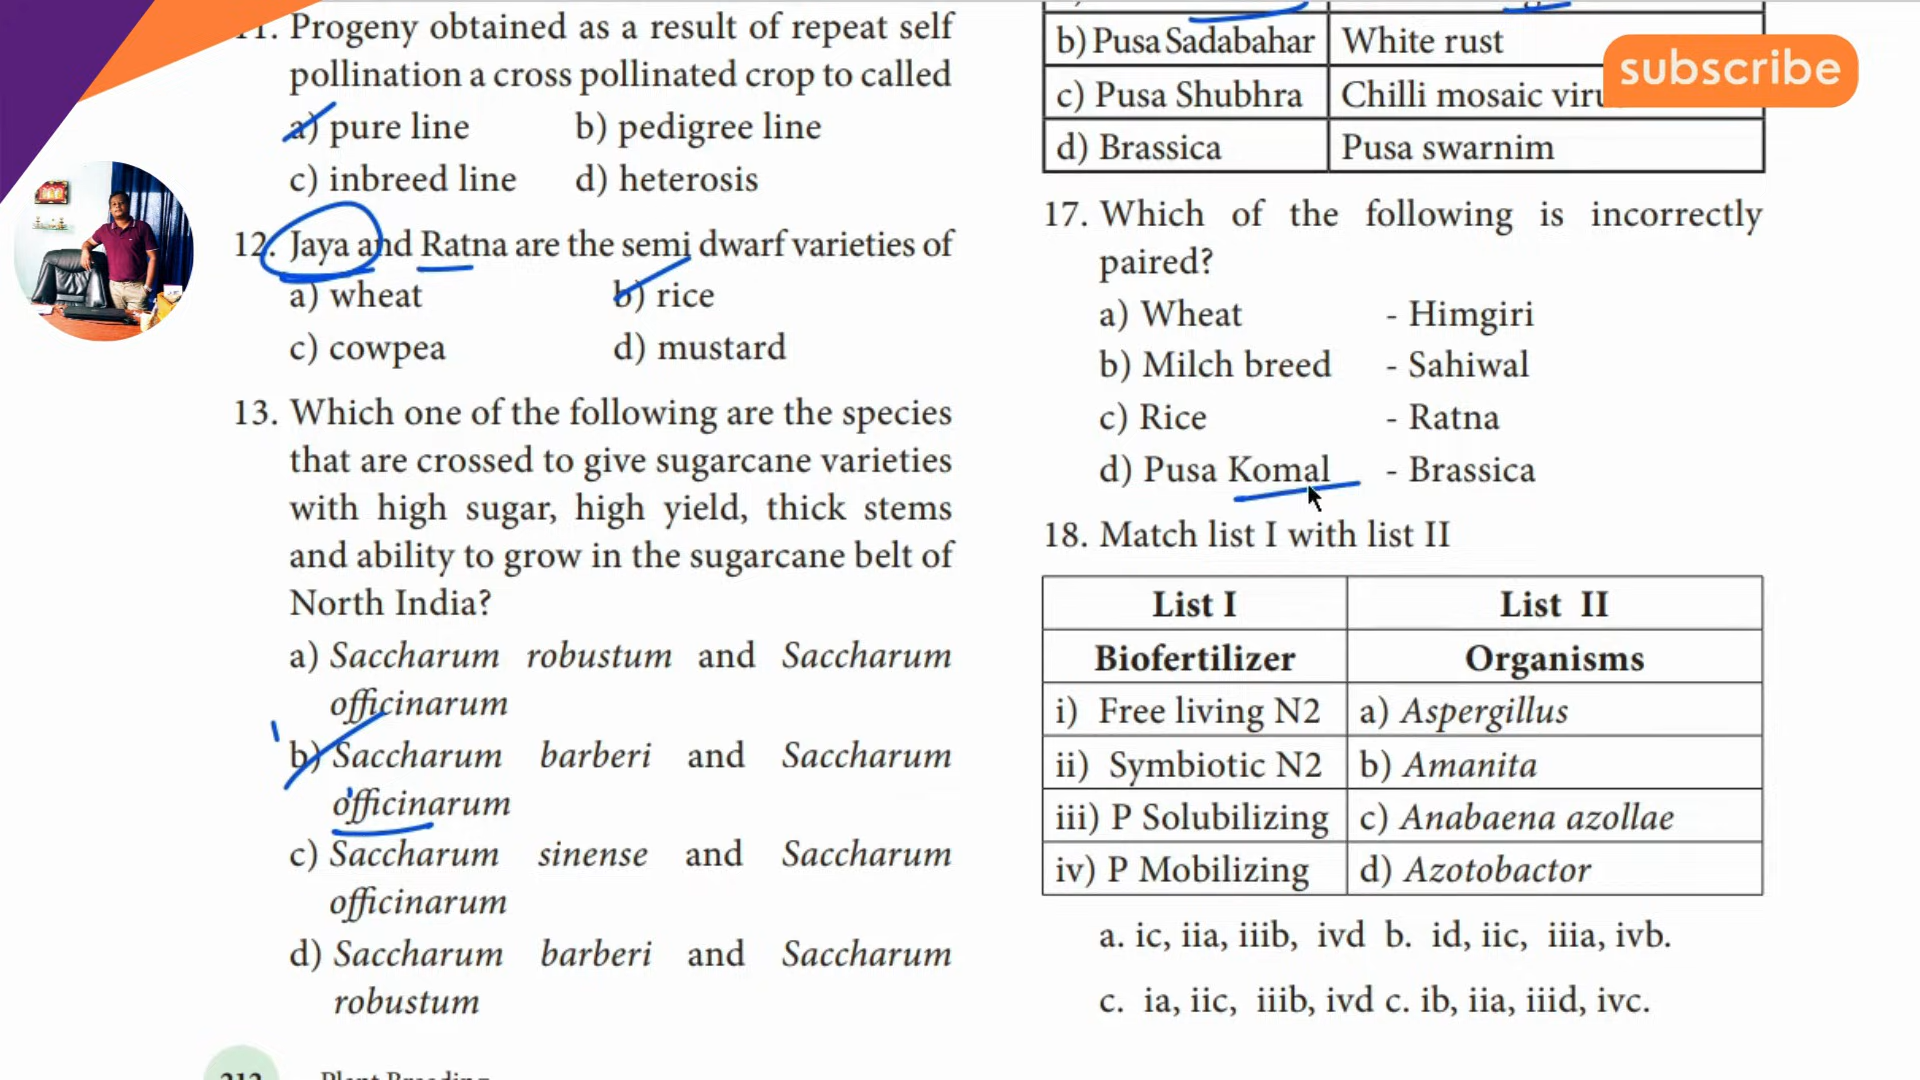 11. Progeny obtained as a result of repeat self
pollination a cross pollinated crop to called
a) pure line b) pedigree line
c) inbreed line d) heterosis
12. Jaya and Ratna are the semi dwarf varieties of
a) wheat b) rice
c) cowpea d) mustard
13. Which one of the following are the species
that are crossed to give sugarcane varieties
with high sugar, high yield, thick stems
and ability to grow in the sugarcane belt of
North India?
a) Saccharum robustum and Saccharum
officinarum
b) Saccharum barberi and Saccharum
officinarum
c) Saccharum sinense and Saccharum
officinarum
d) Saccharum barberi and Saccharum
robustum
212 Plant Breeding
b) Pusa Sadabahar White rust
c) Pusa Shubhra Chilli mosaic viru
d) Brassica Pusa swarnim
subscribe
17. Which of the following is incorrectly
paired?
a) Wheat - Himgiri
b) Milch breed - Sahiwal
c) Rice - Ratna
d) Pusa Komal - Brassica
18. Match list I with list II
List I List II
Biofertilizer Organisms
i) Free living N2 a) Aspergillus
ii) Symbiotic N2 b) Amanita
iii) P Solubilizing c) Anabaena azollae
iv) P Mobilizing d) Azotobactor
a. ic, iia, iiib, ivd b. id, iic, iiia, ivb.
c. ia, iic, iiib, ivd c. ib, iia, iiid, ivc.